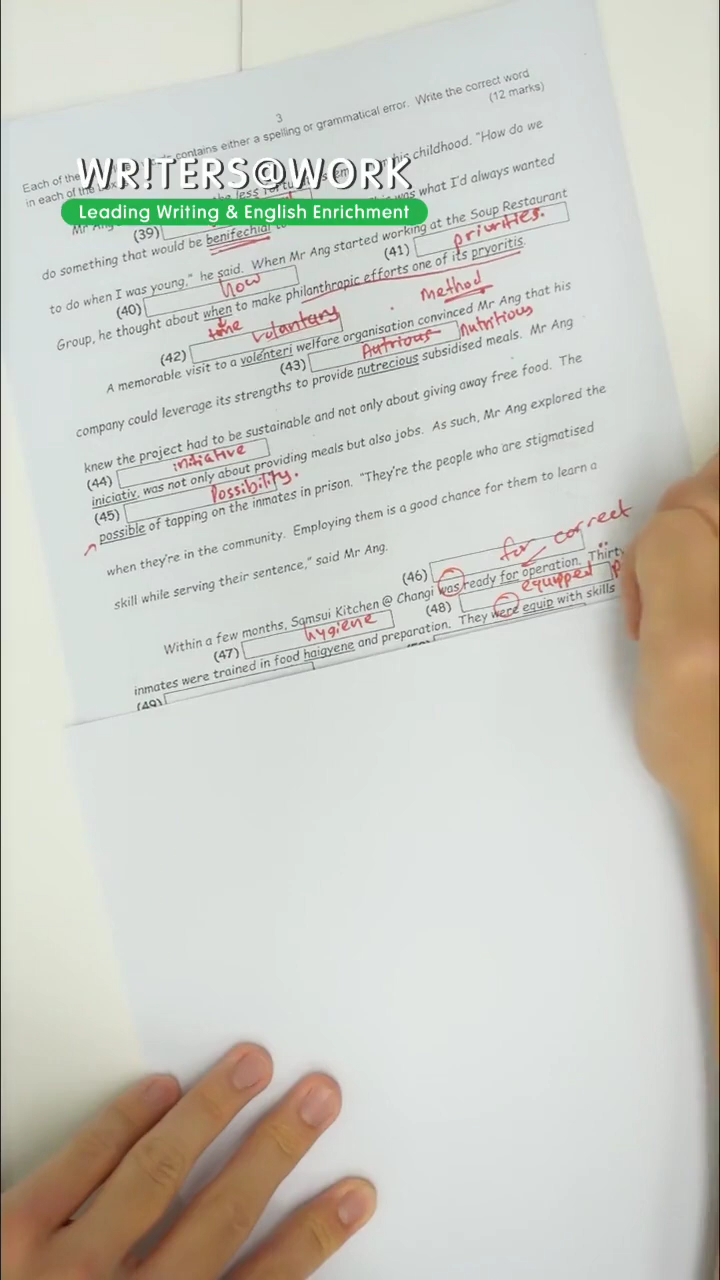 3
Each of the contains either a spelling or grammatical error. Write the correct word
in each of the (12 marks)
WR!TERS@WORK
Leading Writing & English Enrichment
Mr Ang the less his childhood. "How do we
(39)
do something that would be benifechial was what I'd always wanted
to do when I was young," he said. When Mr Ang started working at the Soup Restaurant
(40) how (41) priorities.
Group, he thought about when to make philanthropic efforts one of its pryoritis.
time method
(42) voluntary
A memorable visit to a volenteri welfare organisation convinced Mr Ang that his
(43) nutritious
company could leverage its strengths to provide nutrecious subsidised meals. Mr Ang
knew the project had to be sustainable and not only about giving away free food. The
(44) initiative
iniciativ, was not only about providing meals but also jobs. As such, Mr Ang explored the
(45) possibility.
possible of tapping on the inmates in prison. "They're the people who are stigmatised
when they're in the community. Employing them is a good chance for them to learn a
skill while serving their sentence," said Mr Ang.
(46) for correct
Within a few months, Samsui Kitchen @ Changi was ready for operation. Thirty
(47) hygiene (48) equipped
inmates were trained in food haigyene and preparation. They were equip with skills
(49)